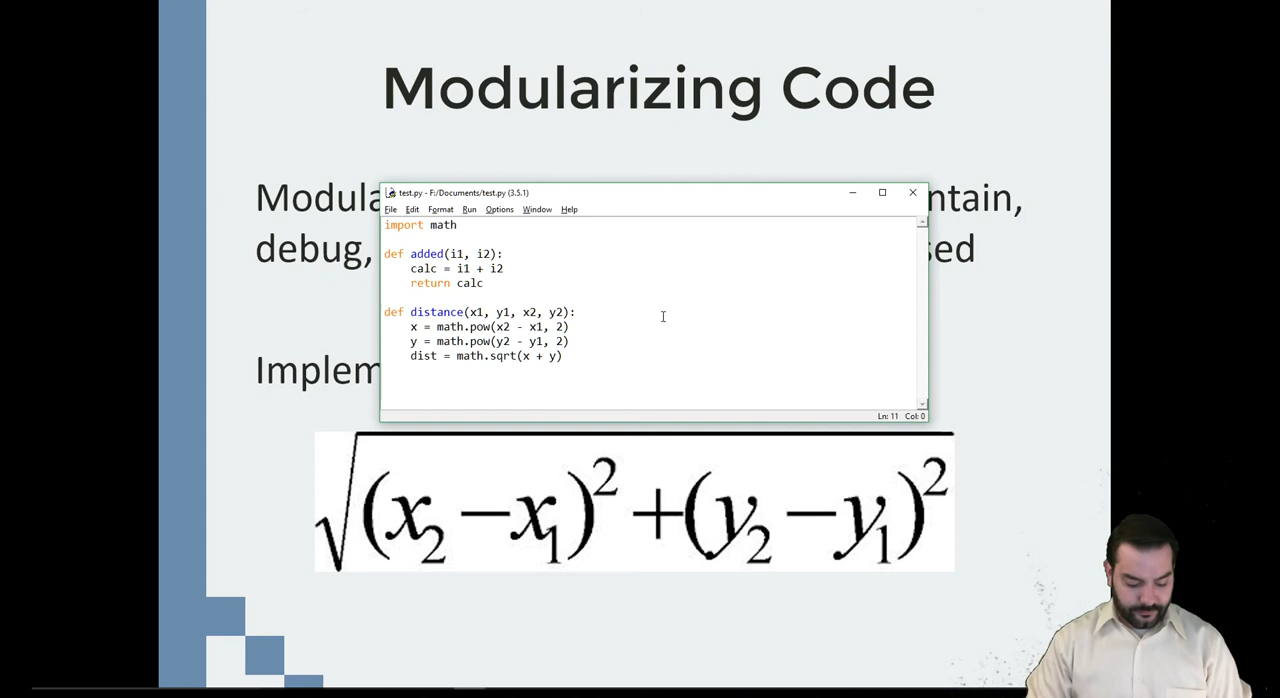 Modularizing Code
Modula
ntain,
debug,
sed
Implem
test.py - F:/Documents/test.py (3.5.1)
File Edit Format Run Options Window Help
import math
def added(i1, i2):
    calc = i1 + i2
    return calc
def distance(x1, y1, x2, y2):
    x = math.pow(x2 - x1, 2)
    y = math.pow(y2 - y1, 2)
    dist = math.sqrt(x + y)
Ln: 11 Col: 0
√(x₂−x₁)²+(y₂−y₁)²